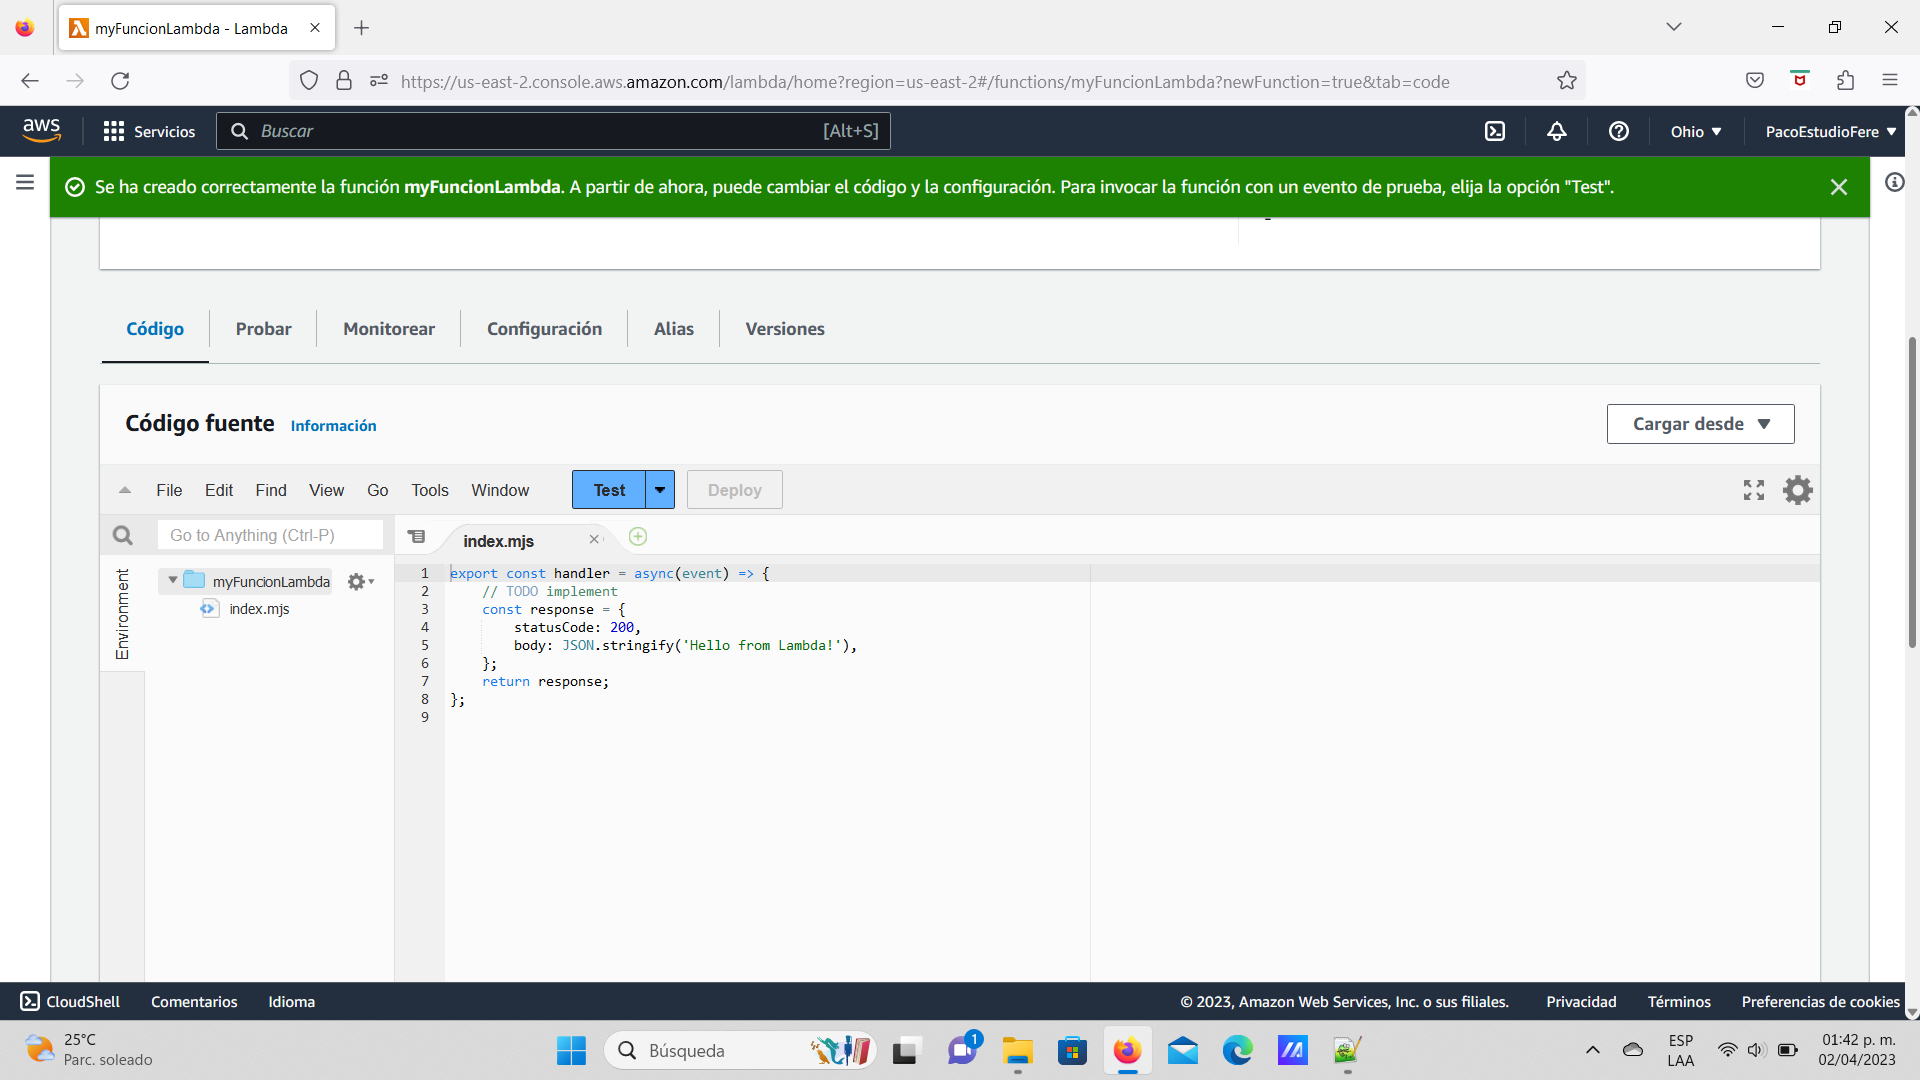 myFuncionLambda - Lambda
https://us-east-2.console.aws.amazon.com/lambda/home?region=us-east-2#/functions/myFuncionLambda?newFunction=true&tab=code
aws
Servicios
Buscar
[Alt+S]
Ohio
PacoEstudioFere
Se ha creado correctamente la función myFuncionLambda. A partir de ahora, puede cambiar el código y la configuración. Para invocar la función con un evento de prueba, elija la opción "Test".
Código
Probar
Monitorear
Configuración
Alias
Versiones
Código fuente
Información
Cargar desde
File
Edit
Find
View
Go
Tools
Window
Test
Deploy
Go to Anything (Ctrl-P)
index.mjs
Environment
myFuncionLambda
index.mjs
1 export const handler = async(event) => {
2     // TODO implement
3     const response = {
4         statusCode: 200,
5         body: JSON.stringify('Hello from Lambda!'),
6     };
7     return response;
8 };
9
CloudShell
Comentarios
Idioma
© 2023, Amazon Web Services, Inc. o sus filiales.
Privacidad
Términos
Preferencias de cookies
25°C
Parc. soleado
Búsqueda
1
ESP
LAA
01:42 p. m.
02/04/2023